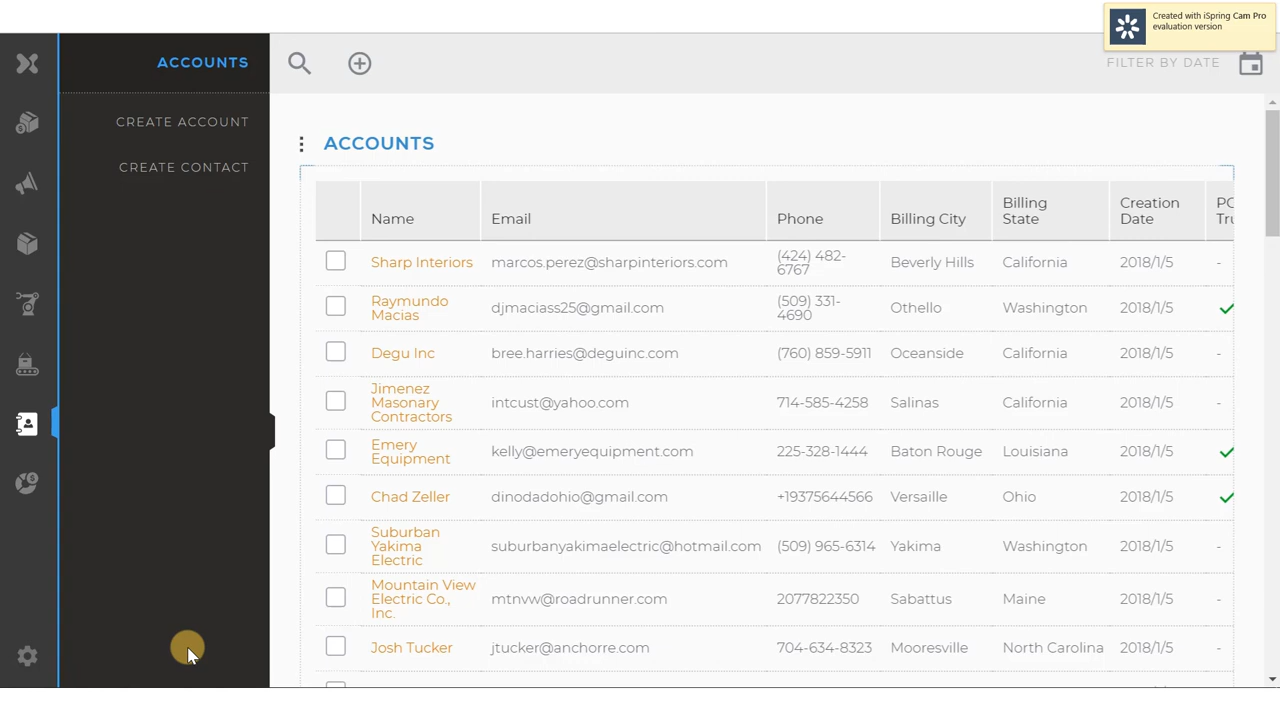 Created with iSpring Cam Pro
evaluation version
ACCOUNTS
FILTER BY DATE
CREATE ACCOUNT
CREATE CONTACT
ACCOUNTS
Name Email Phone Billing City Billing State Creation Date PO Tru
Sharp Interiors marcos.perez@sharpinteriors.com (424) 482-6767 Beverly Hills California 2018/1/5 -
Raymundo Macias djmaciass25@gmail.com (509) 331-4690 Othello Washington 2018/1/5
Degu Inc bree.harries@deguinc.com (760) 859-5911 Oceanside California 2018/1/5 -
Jimenez Masonary Contractors intcust@yahoo.com 714-585-4258 Salinas California 2018/1/5 -
Emery Equipment kelly@emeryequipment.com 225-328-1444 Baton Rouge Louisiana 2018/1/5
Chad Zeller dinodadohio@gmail.com +19375644566 Versaille Ohio 2018/1/5
Suburban Yakima Electric suburbanyakimaelectric@hotmail.com (509) 965-6314 Yakima Washington 2018/1/5 -
Mountain View Electric Co., Inc. mtnvw@roadrunner.com 2077822350 Sabattus Maine 2018/1/5 -
Josh Tucker jtucker@anchorre.com 704-634-8323 Mooresville North Carolina 2018/1/5 -